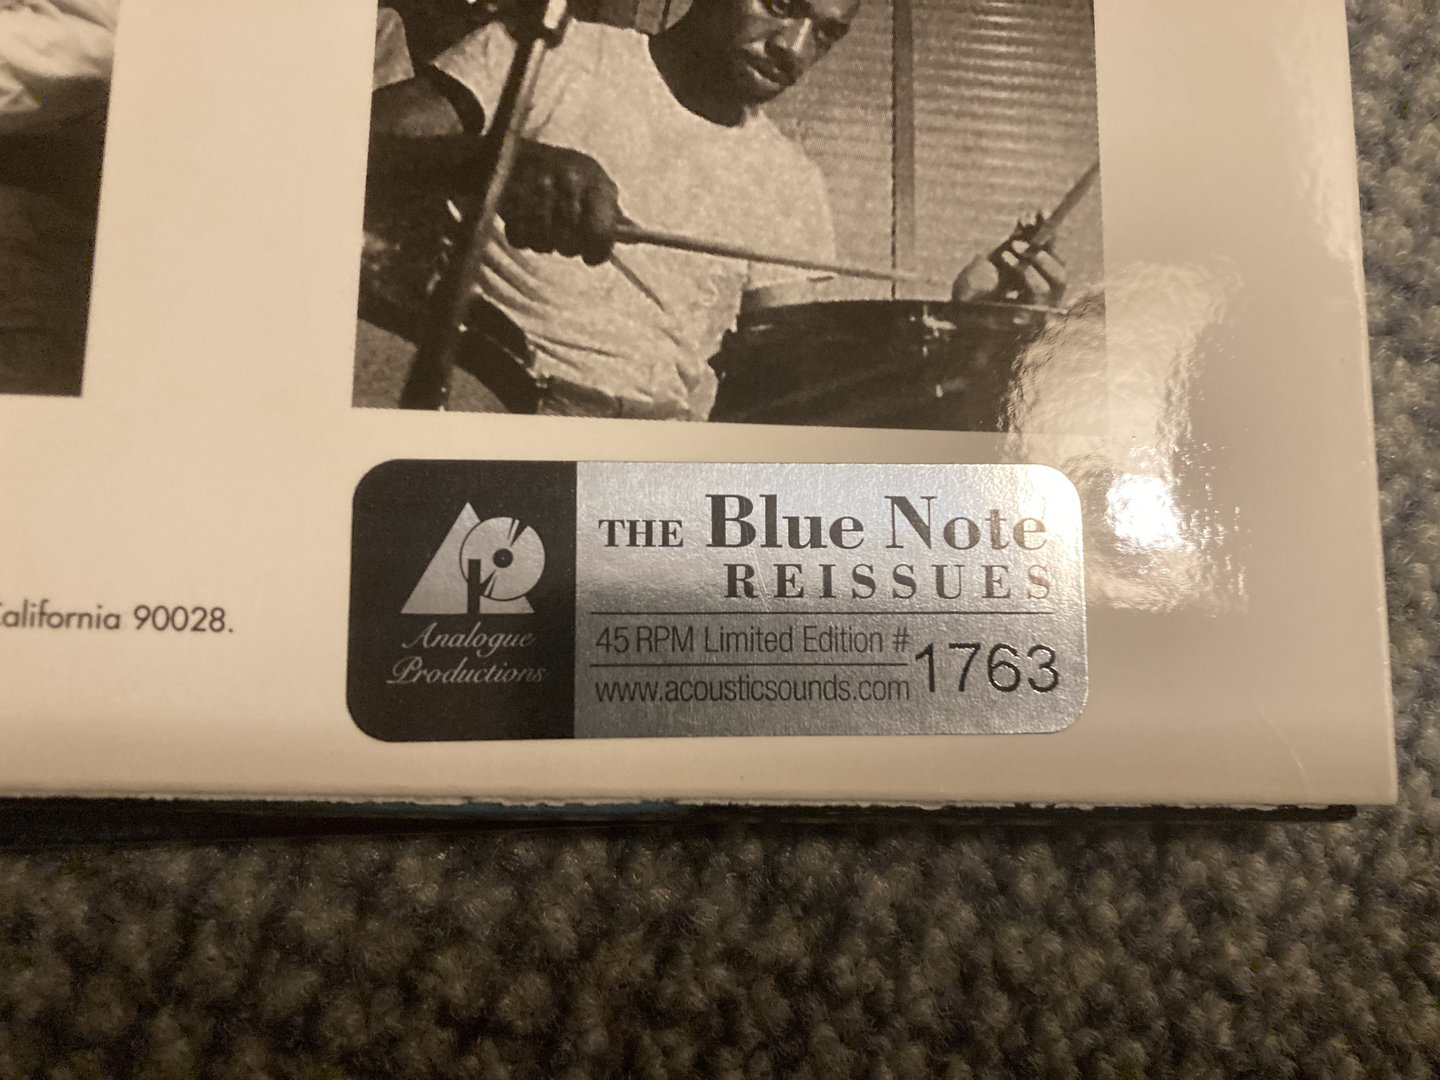 California 90028.
Analogue
Productions
THE Blue Note
REISSUES
45 RPM Limited Edition # 1763
www.acousticsounds.com